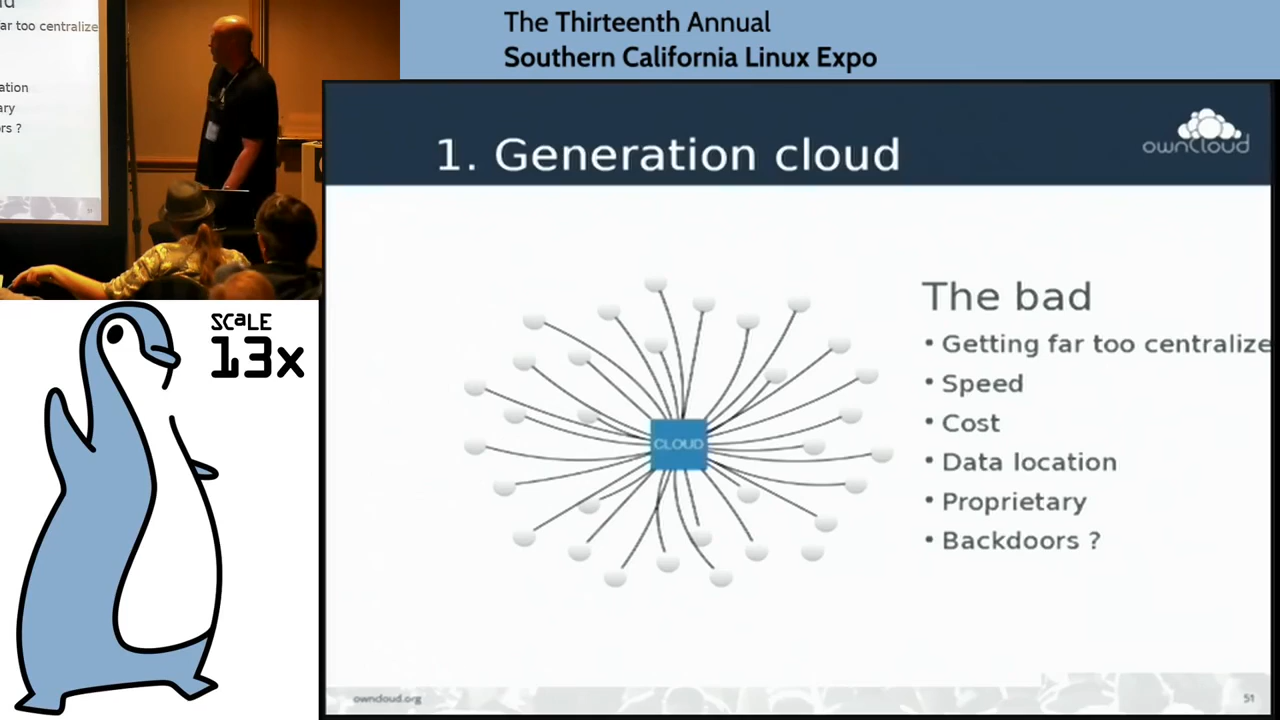 The Thirteenth Annual
Southern California Linux Expo
far too centralize
ation
ary
ors ?
SCaLE
13x
1. Generation cloud
ownCloud
CLOUD
The bad
• Getting far too centralize
• Speed
• Cost
• Data location
• Proprietary
• Backdoors ?
owncloud.org
51